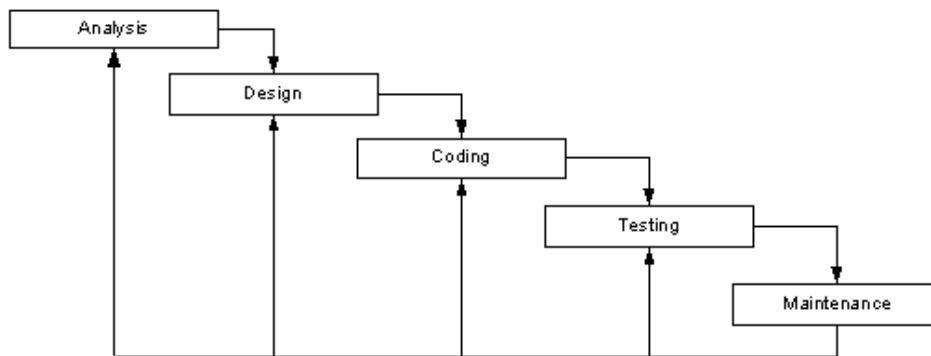 Analysis
Design
Coding
Testing
Maintenance